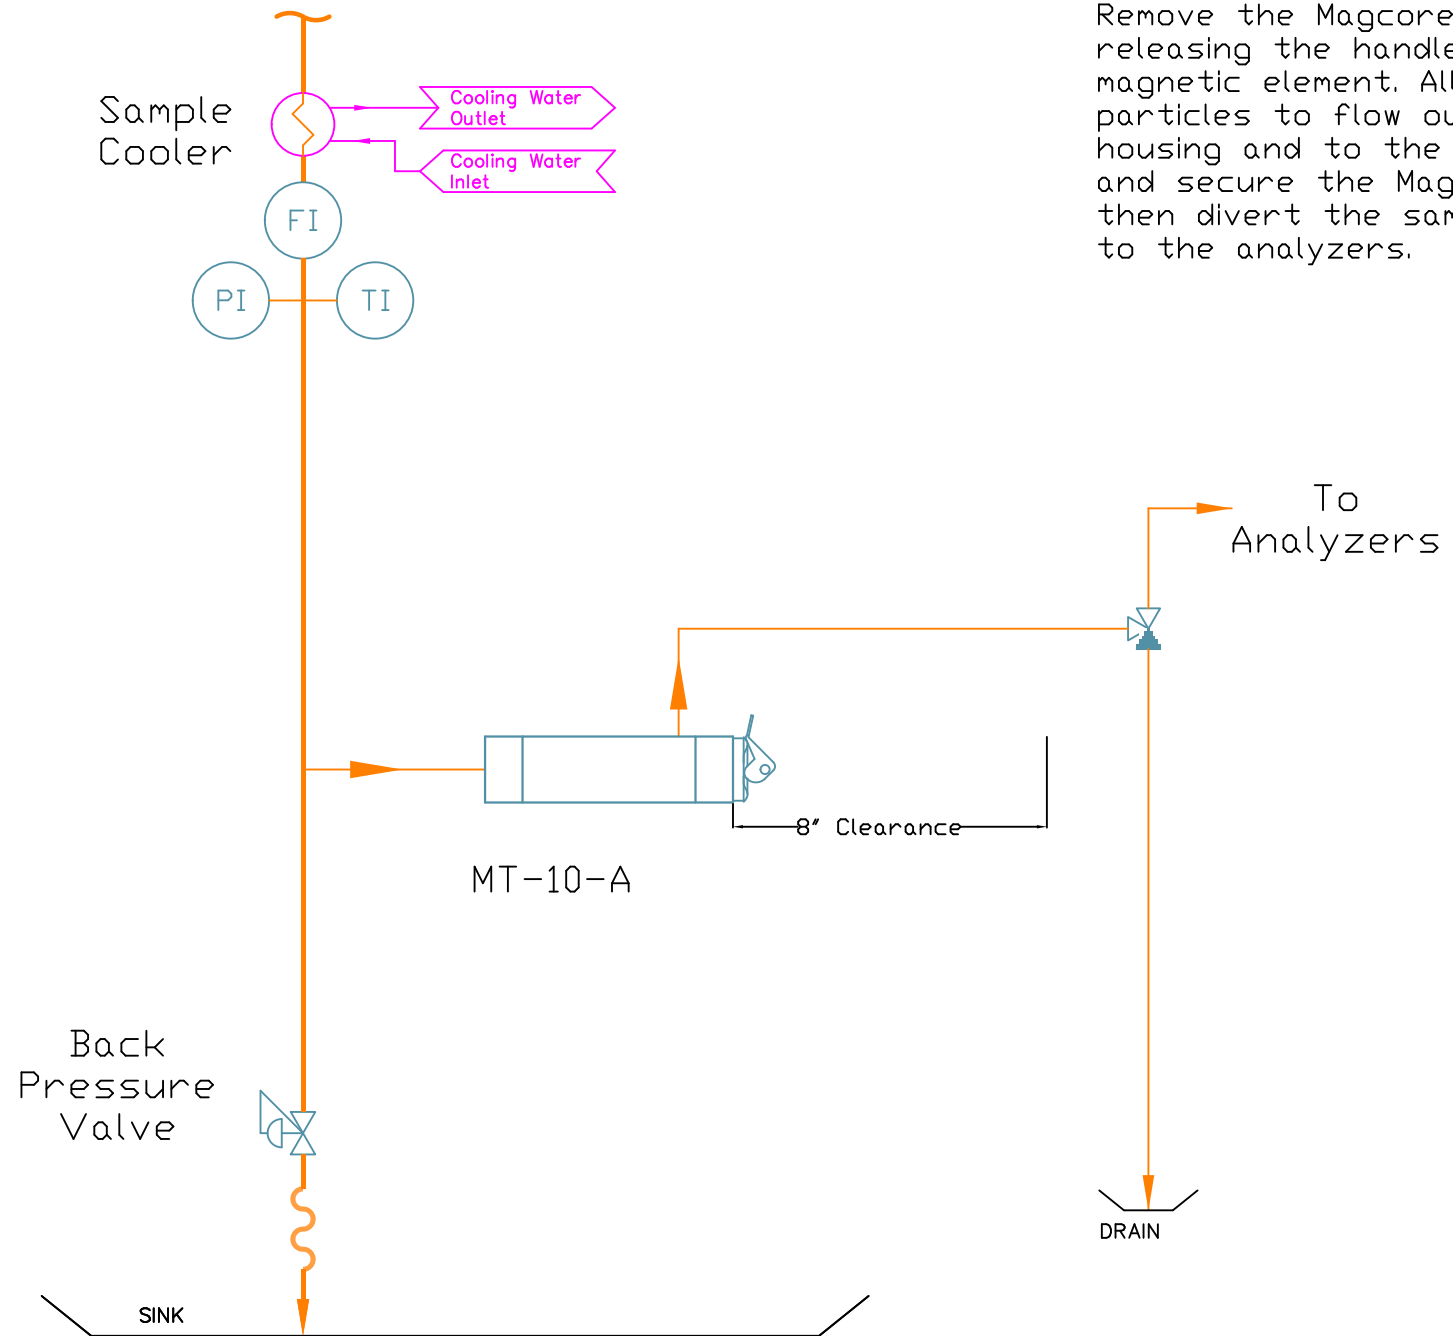 Remove the Magcore
releasing the handle
magnetic element. All
particles to flow ou
housing and to the
and secure the Mag
then divert the sam
to the analyzers.
Sample
Cooler
Cooling Water
Outlet
Cooling Water
Inlet
FI
PI
TI
To
Analyzers
8" Clearance
MT-10-A
Back
Pressure
Valve
DRAIN
SINK